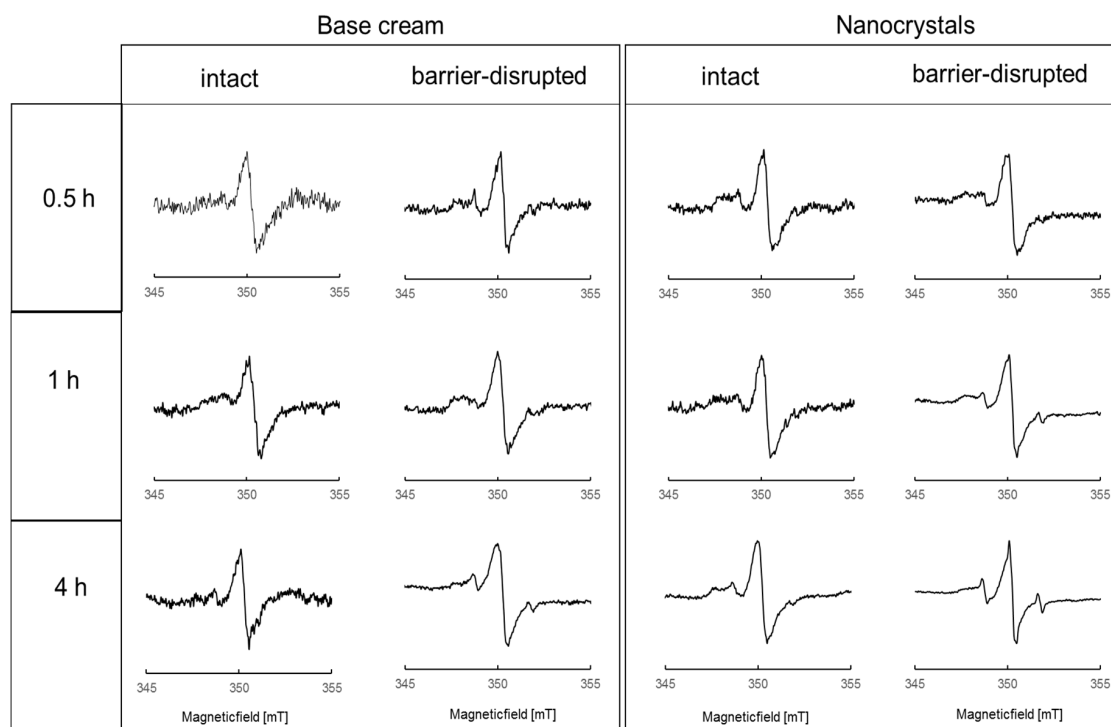 Base cream Nanocrystals
intact barrier-disrupted intact barrier-disrupted
0.5 h
345 350 355 345 350 355 345 350 355 345 350 355
1 h
345 350 355 345 350 355 345 350 355 345 350 355
4 h
345 350 355 345 350 355 345 350 355 345 350 355
Magneticfield [mT] Magneticfield [mT] Magneticfield [mT] Magneticfield [mT]